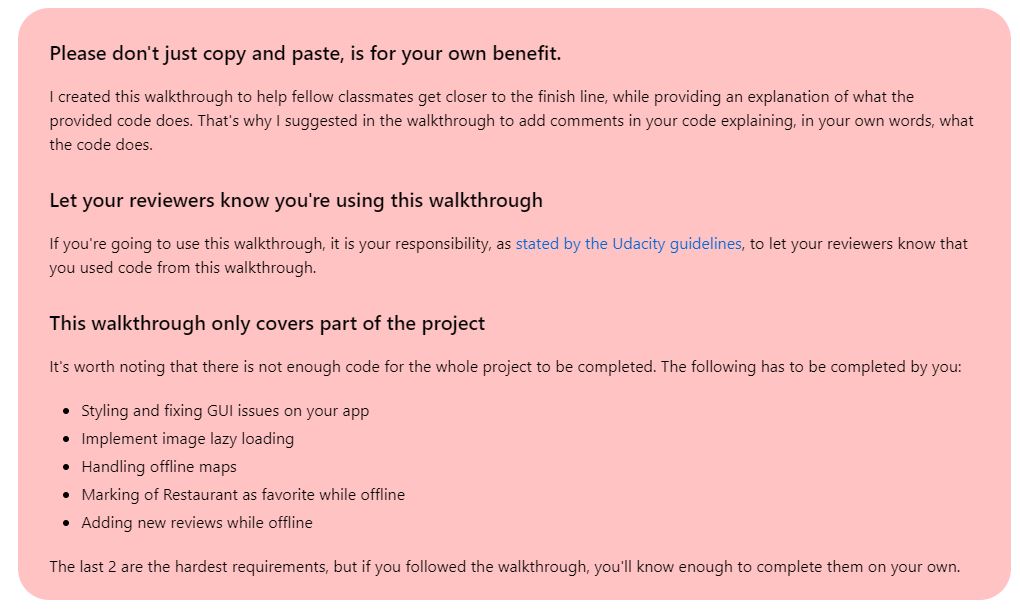 Please don't just copy and paste, is for your own benefit.
I created this walkthrough to help fellow classmates get closer to the finish line, while providing an explanation of what the
provided code does. That's why I suggested in the walkthrough to add comments in your code explaining, in your own words, what
the code does.
Let your reviewers know you're using this walkthrough
If you're going to use this walkthrough, it is your responsibility, as stated by the Udacity guidelines, to let your reviewers know that
you used code from this walkthrough.
This walkthrough only covers part of the project
It's worth noting that there is not enough code for the whole project to be completed. The following has to be completed by you:
• Styling and fixing GUI issues on your app
• Implement image lazy loading
• Handling offline maps
• Marking of Restaurant as favorite while offline
• Adding new reviews while offline
The last 2 are the hardest requirements, but if you followed the walkthrough, you'll know enough to complete them on your own.